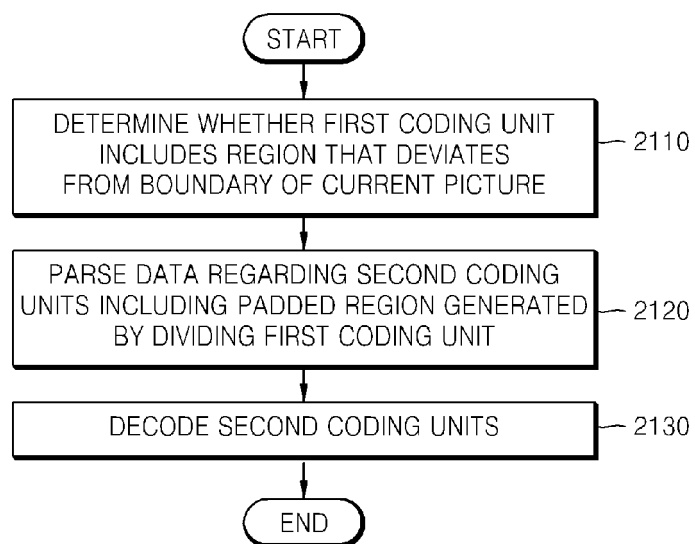 START
DETERMINE WHETHER FIRST CODING UNIT
INCLUDES REGION THAT DEVIATES
FROM BOUNDARY OF CURRENT PICTURE
2110
PARSE DATA REGARDING SECOND CODING
UNITS INCLUDING PADDED REGION GENERATED
BY DIVIDING FIRST CODING UNIT
2120
DECODE SECOND CODING UNITS
2130
END